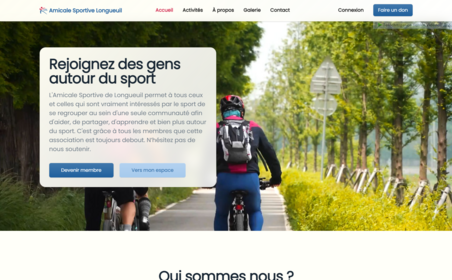 Amicale Sportive Longueuil
Accueil
Activités
À propos
Galerie
Contact
Connexion
Faire un don
Rejoignez des gens
autour du sport
L'Amicale Sportive de Longueuil permet à tous ceux
et celles qui sont vraiment intéressés par le sport de
se regrouper au sein d'une seule communauté afin
d'aider, de partager, d'apprendre et bien plus autour
du sport. C'est grâce à tous les membres que cette
association est toujours debout. N'hésitez pas de
nous soutenir.
Devenir membre
Vers mon espace
Qui sommes nous ?